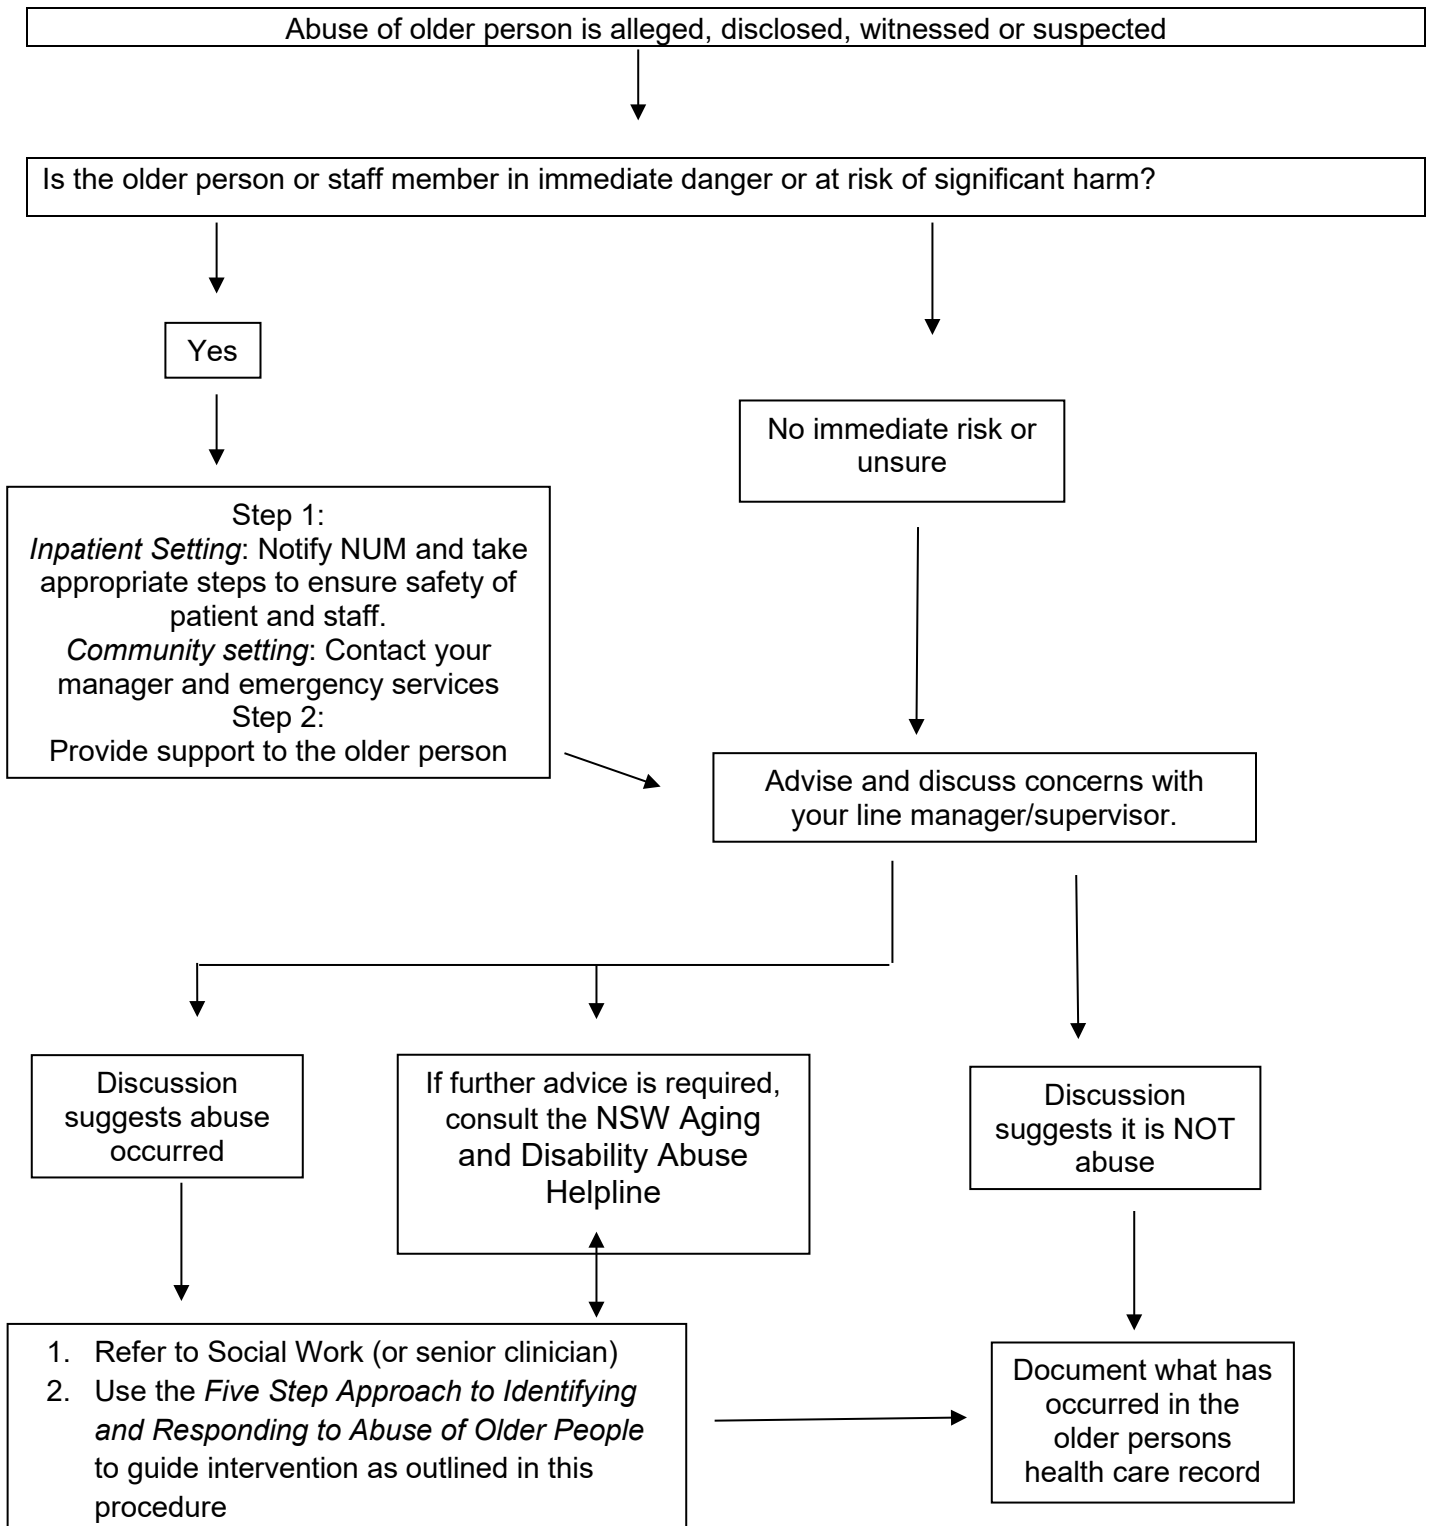 Abuse of older person is alleged, disclosed, witnessed or suspected
Is the older person or staff member in immediate danger or at risk of significant harm?
Yes
No immediate risk or
unsure
Step 1:
Inpatient Setting: Notify NUM and take
appropriate steps to ensure safety of
patient and staff.
Community setting: Contact your
manager and emergency services
Step 2:
Provide support to the older person
Advise and discuss concerns with
your line manager/supervisor.
Discussion
suggests abuse
occurred
If further advice is required,
consult the NSW Aging
and Disability Abuse
Helpline
Discussion
suggests it is NOT
abuse
1. Refer to Social Work (or senior clinician)
2. Use the Five Step Approach to Identifying
and Responding to Abuse of Older People
to guide intervention as outlined in this
procedure
Document what has
occurred in the
older persons
health care record